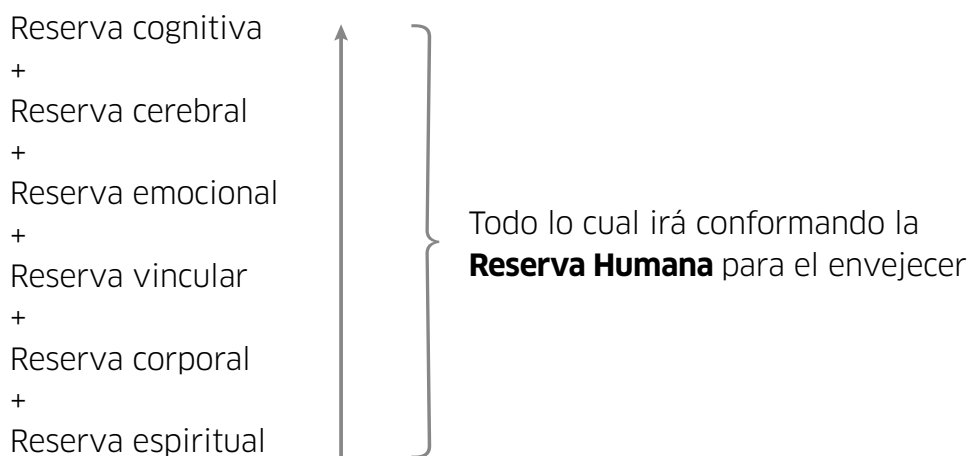 Reserva cognitiva
+
Reserva cerebral
+
Reserva emocional
+
Reserva vincular
+
Reserva corporal
+
Reserva espiritual
Todo lo cual irá conformando la
Reserva Humana para el envejecer